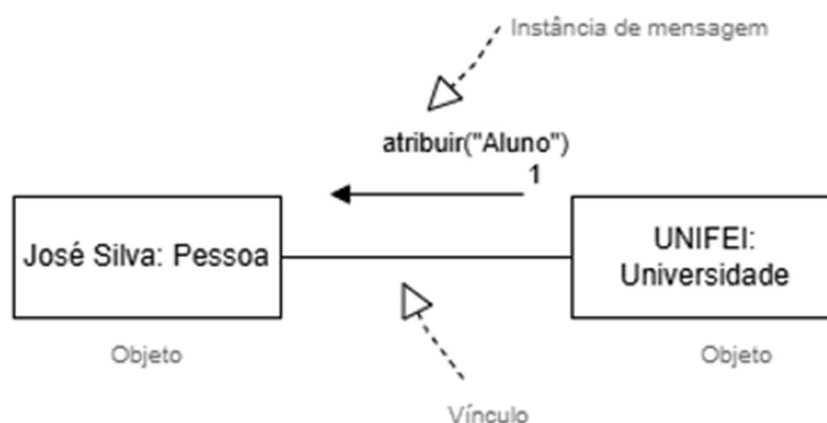 Instância de mensagem
atribuir("Aluno")
1
José Silva: Pessoa
UNIFEI:
Universidade
Objeto
Objeto
Vínculo